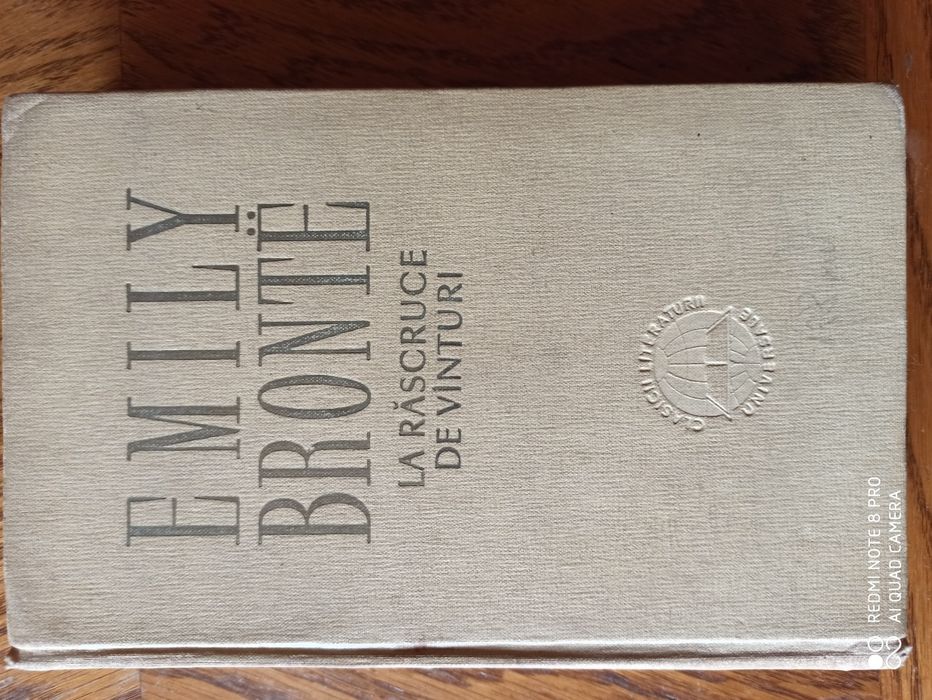 EMILY
BRONTË
LA RĂSCRUCE
DE VÎNTURI
CLASICII LITERATURII
UNIVERSALE
REDMI NOTE 8 PRO
AI QUAD CAMERA